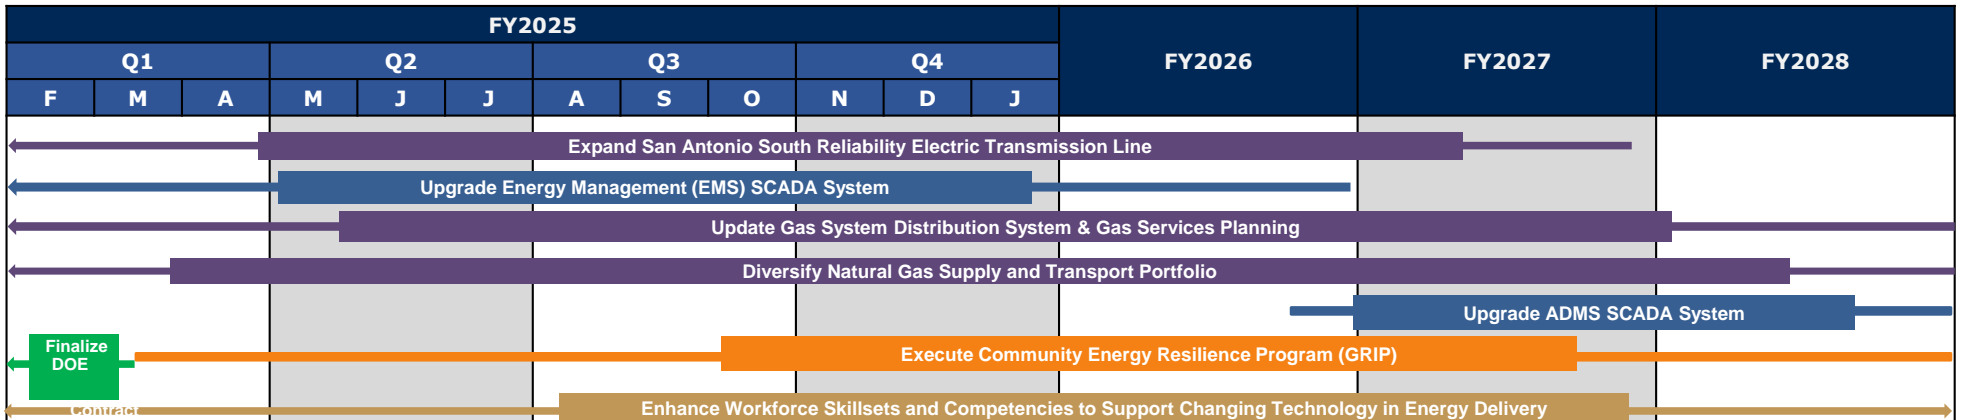 FY2025
FY2026
FY2027
FY2028
Q1
Q2
Q3
Q4
F
M
A
M
J
J
A
S
O
N
D
J
Expand San Antonio South Reliability Electric Transmission Line
Upgrade Energy Management (EMS) SCADA System
Update Gas System Distribution System & Gas Services Planning
Diversify Natural Gas Supply and Transport Portfolio
Upgrade ADMS SCADA System
Finalize
DOE
Contract
Execute Community Energy Resilience Program (GRIP)
Enhance Workforce Skillsets and Competencies to Support Changing Technology in Energy Delivery